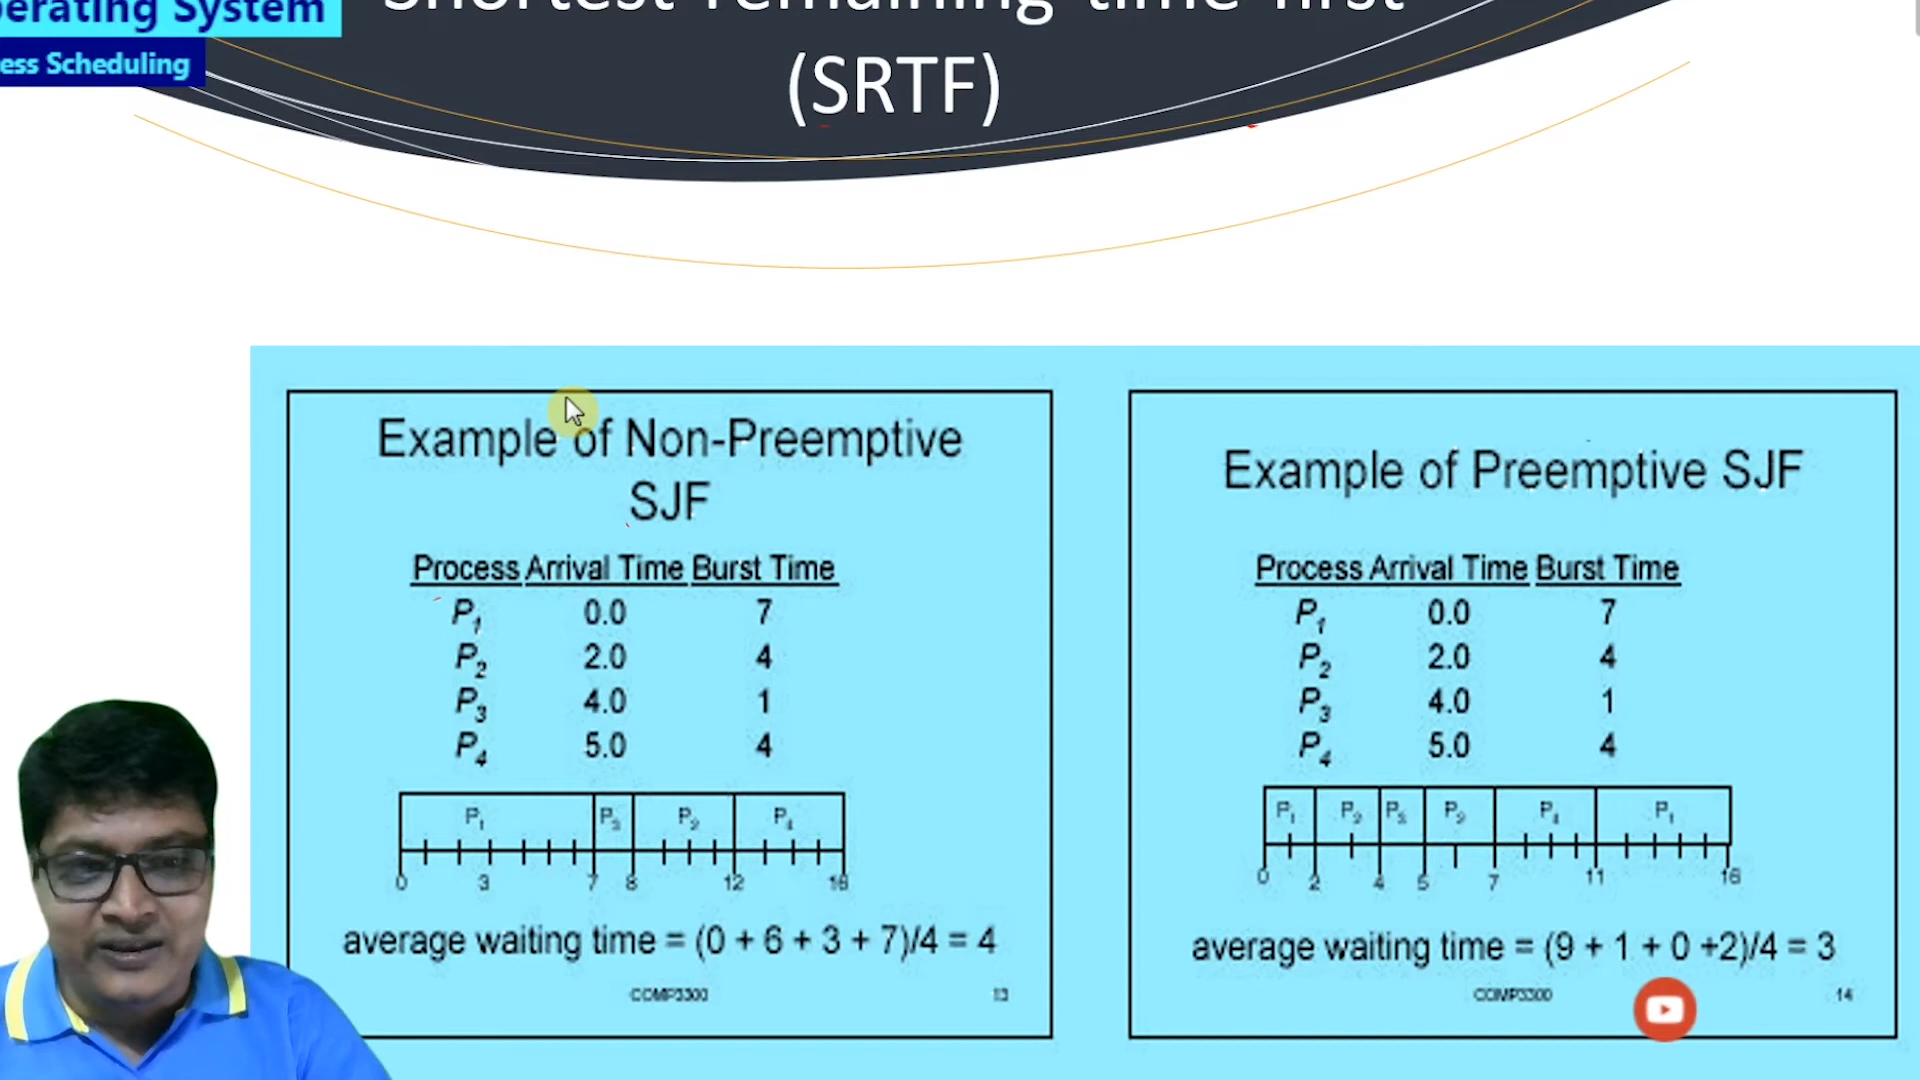 perating System
ess Scheduling
Shortest remaining time first
(SRTF)
Example of Non-Preemptive
SJF
Process Arrival Time Burst Time
P1 0.0 7
P2 2.0 4
P3 4.0 1
P4 5.0 4
P1 P3 P2 P4
0 3 7 8 12 16
average waiting time = (0 + 6 + 3 + 7)/4 = 4
COMP3300 13
Example of Preemptive SJF
Process Arrival Time Burst Time
P1 0.0 7
P2 2.0 4
P3 4.0 1
P4 5.0 4
P1 P2 P3 P2 P4 P1
0 2 4 5 7 11 16
average waiting time = (9 + 1 + 0 +2)/4 = 3
COMP3300 14